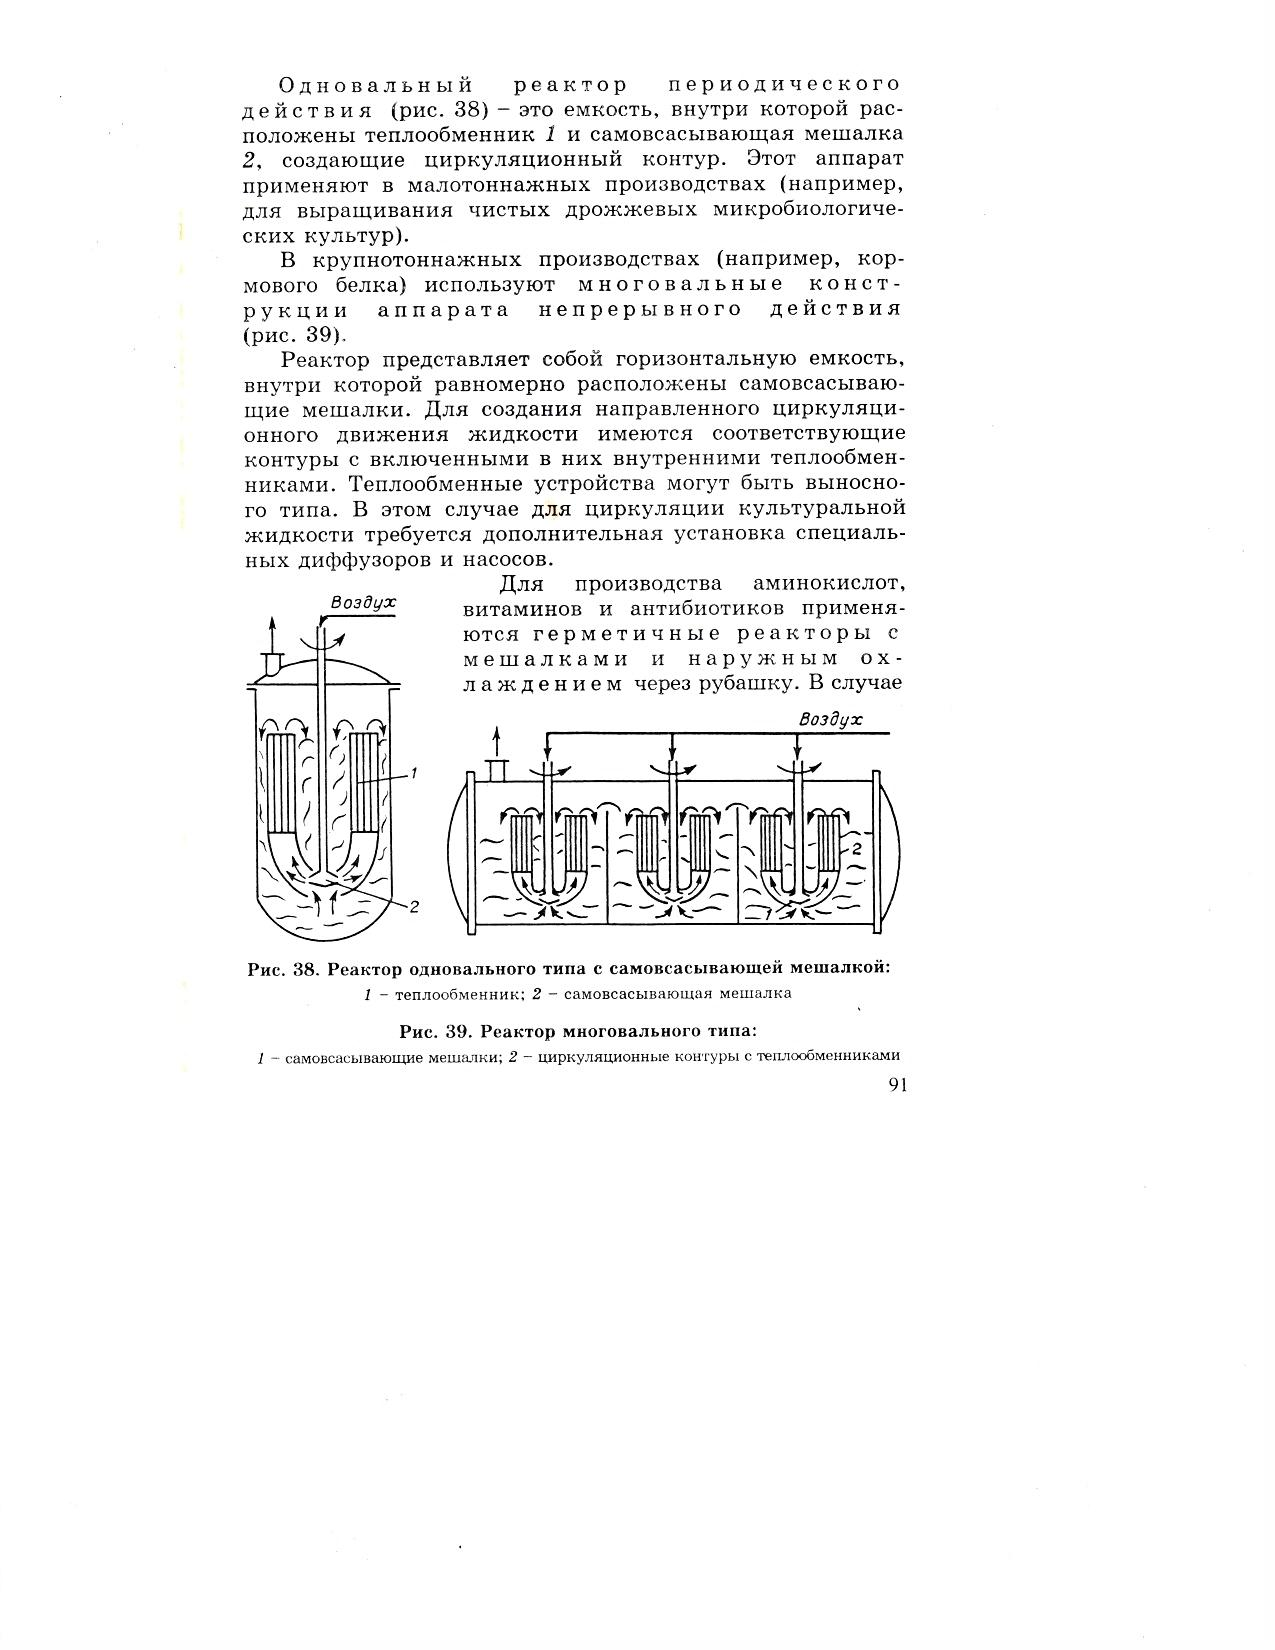 Одновальный реактор периодического
действия (рис. 38) – это емкость, внутри которой рас-
положены теплообменник 1 и самовсасывающая мешалка
2, создающие циркуляционный контур. Этот аппарат
применяют в малотоннажных производствах (например,
для выращивания чистых дрожжевых микробиологиче-
ских культур).
В крупнотоннажных производствах (например, кор-
мового белка) используют многовальные конст-
рукции аппарата непрерывного действия
(рис. 39).
Реактор представляет собой горизонтальную емкость,
внутри которой равномерно расположены самовсасываю-
щие мешалки. Для создания направленного циркуляци-
онного движения жидкости имеются соответствующие
контуры с включенными в них внутренними теплообмен-
никами. Теплообменные устройства могут быть выносно-
го типа. В этом случае для циркуляции культуральной
жидкости требуется дополнительная установка специаль-
ных диффузоров и насосов.
Для производства аминокислот,
витаминов и антибиотиков применя-
ются герметичные реакторы с
мешалками и наружным ох-
лаждением через рубашку. В случае
Воздух
1
2
Воздух
2
1
Рис. 38. Реактор одновального типа с самовсасывающей мешалкой:
1 – теплообменник; 2 – самовсасывающая мешалка
Рис. 39. Реактор многовального типа:
1 – самовсасывающие мешалки; 2 – циркуляционные контуры с теплообменниками
91